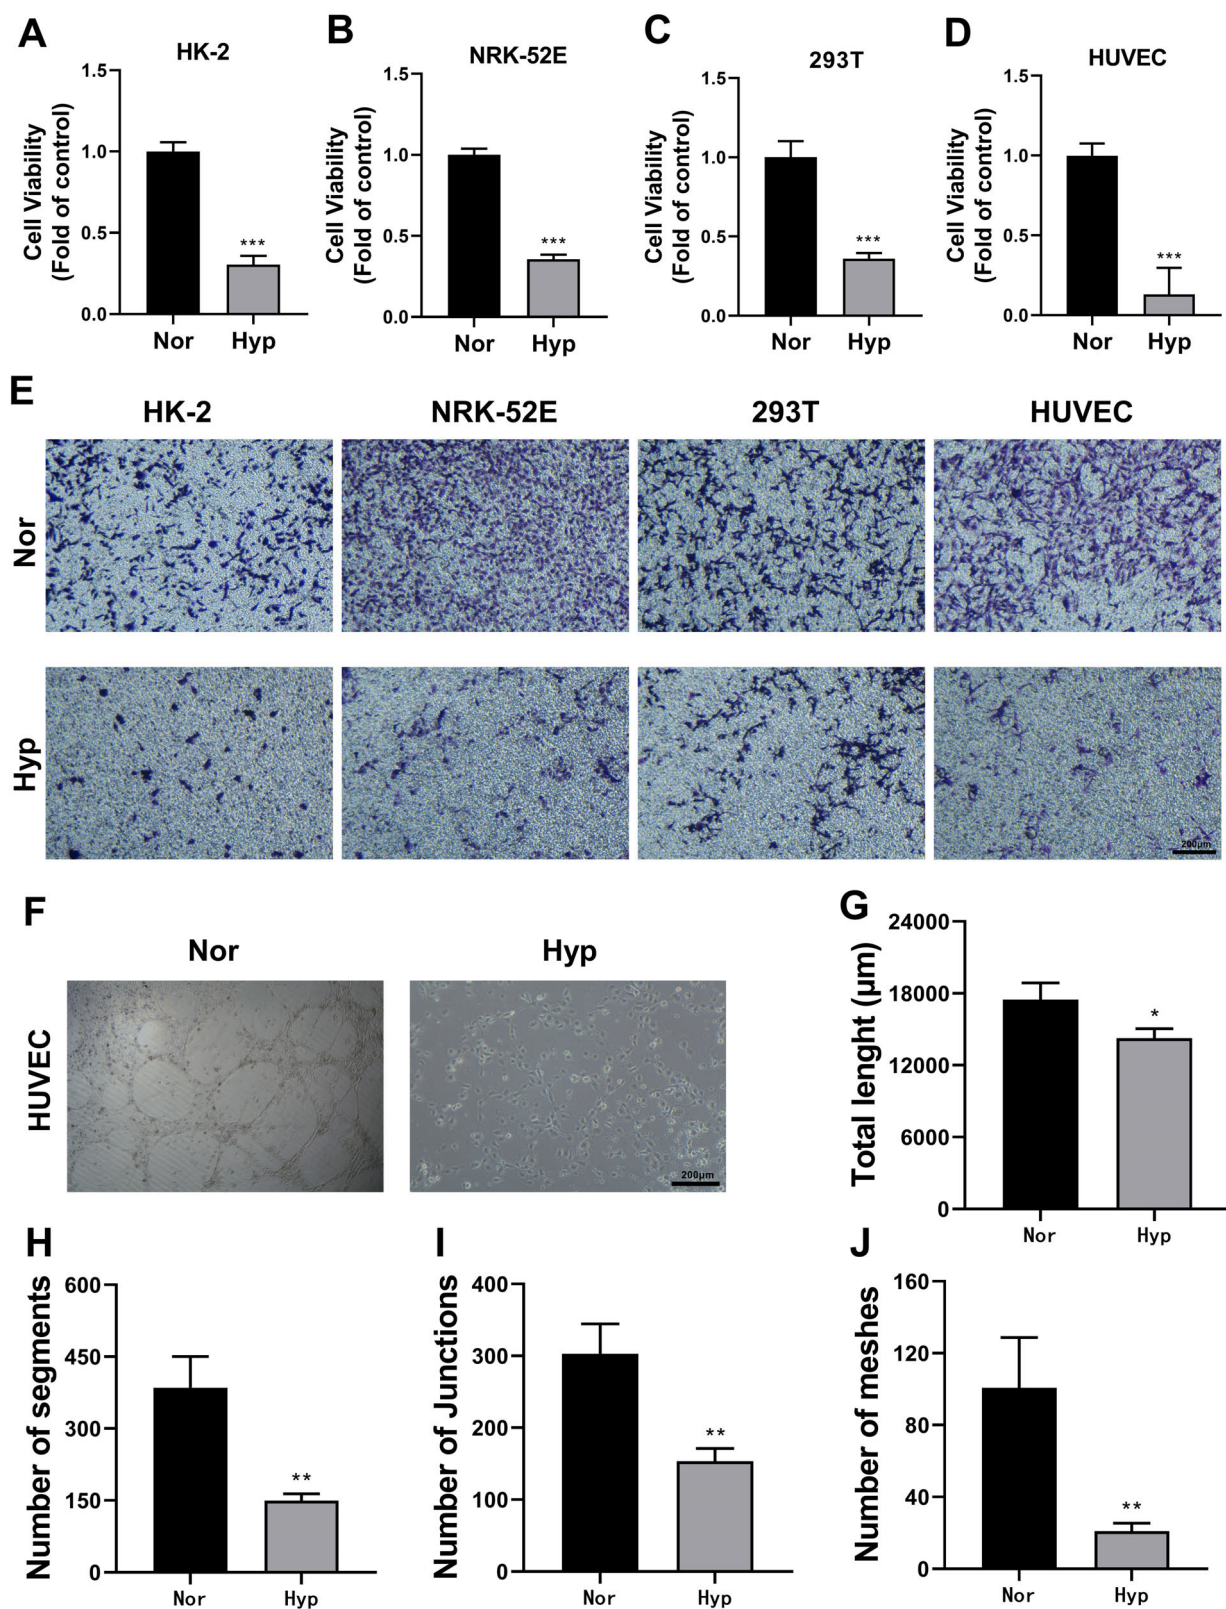 A
HK-2
Cell Viability
(Fold of control)
1.5
1.0
0.5
0.0
***
Nor Hyp
B
NRK-52E
Cell Viability
(Fold of control)
1.5
1.0
0.5
0.0
***
Nor Hyp
C
293T
Cell Viability
(Fold of control)
1.5
1.0
0.5
0.0
***
Nor Hyp
D
HUVEC
Cell Viability
(Fold of control)
1.5
1.0
0.5
0.0
***
Nor Hyp
E
HK-2 NRK-52E 293T HUVEC
Nor
Hyp
200μm
F
Nor Hyp
HUVEC
200μm
G
Total lenght (μm)
24000
18000
12000
6000
0
*
Nor Hyp
H
Number of segments
600
450
300
150
0
**
Nor Hyp
I
Number of Junctions
400
300
200
100
0
**
Nor Hyp
J
Number of meshes
160
120
80
40
0
**
Nor Hyp